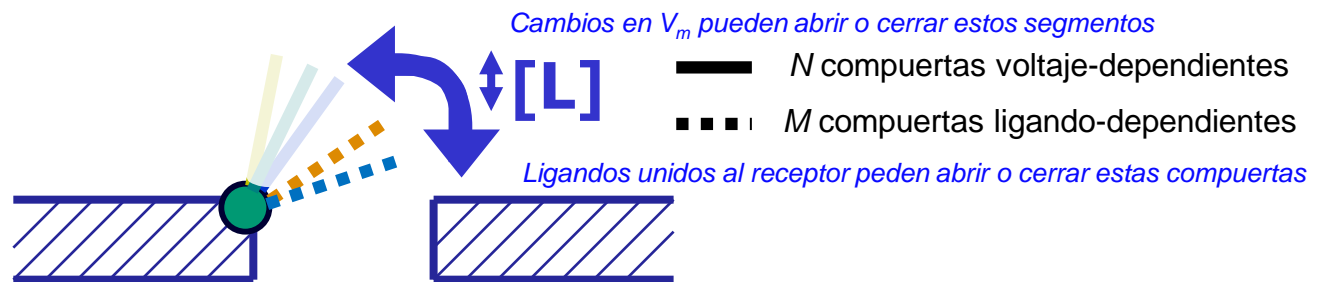 Cambios en Vm pueden abrir o cerrar estos segmentos
[L]
N compuertas voltaje-dependientes
M compuertas ligando-dependientes
Ligandos unidos al receptor peden abrir o cerrar estas compuertas